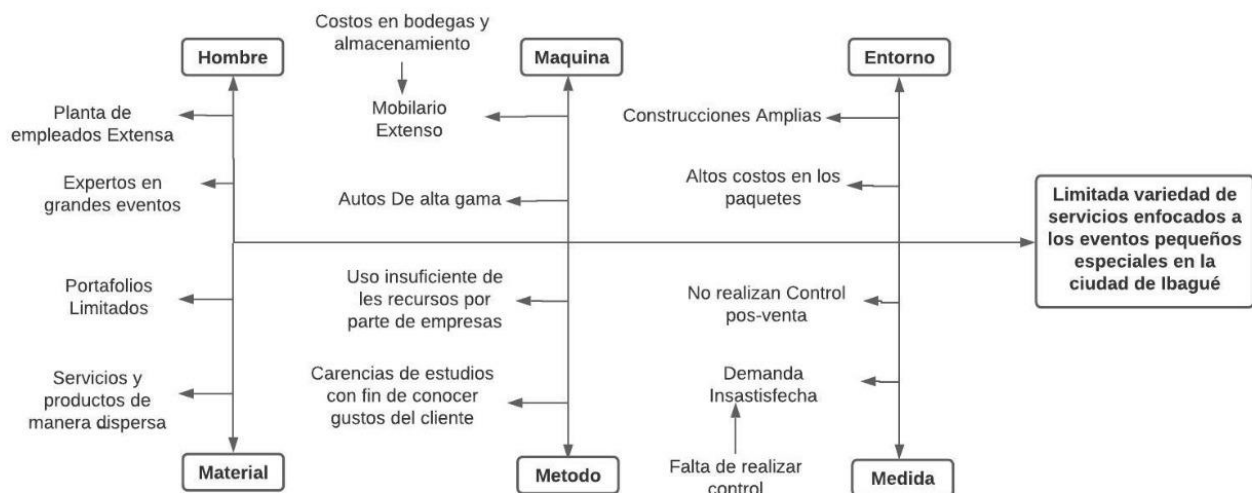 Costos en bodegas y
almacenamiento
Hombre
Maquina
Entorno
Planta de
empleados Extensa
Mobilario
Extenso
Construcciones Amplias
Expertos en
grandes eventos
Autos De alta gama
Altos costos en los
paquetes
Limitada variedad de
servicios enfocados a
los eventos pequeños
especiales en la
ciudad de Ibagué
Portafolios
Limitados
Uso insuficiente de
les recursos por
parte de empresas
No realizan Control
pos-venta
Servicios y
productos de
manera dispersa
Carencias de estudios
con fin de conocer
gustos del cliente
Demanda
Insastisfecha
Material
Metodo
Falta de realizar
control
Medida